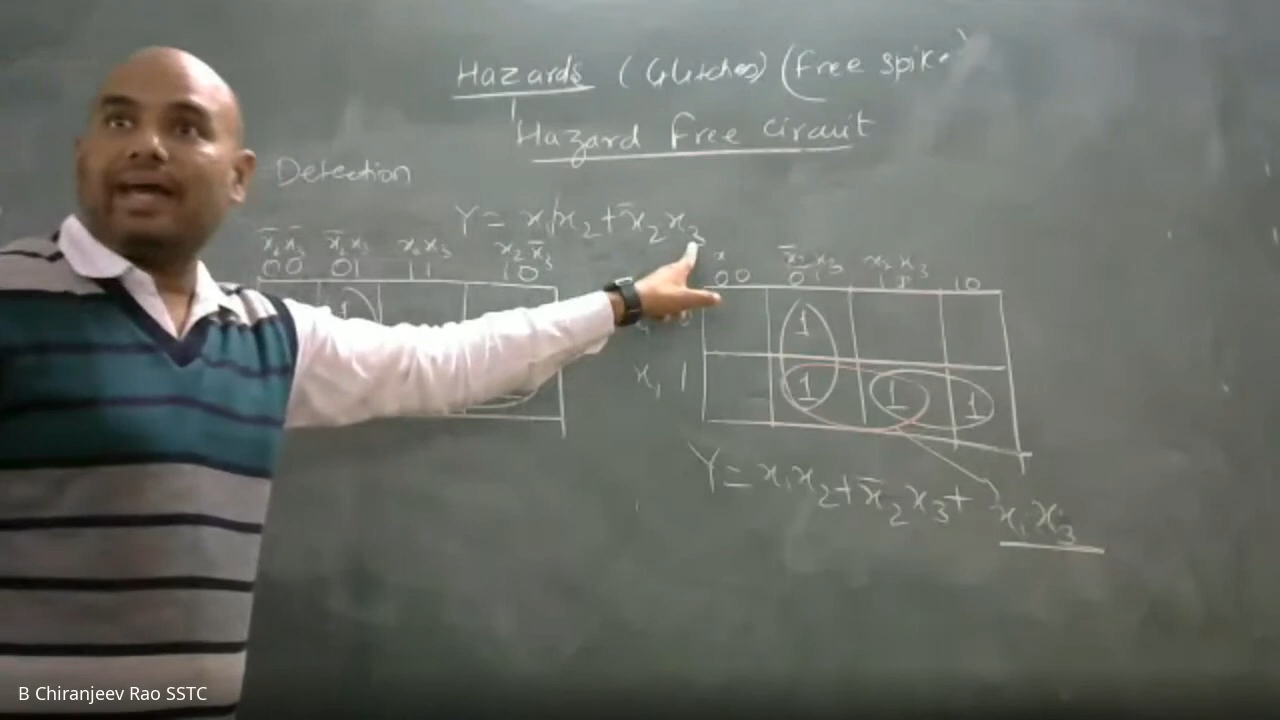 Hazards (Glitches) (free spike)
Hazard free circuit
Detection
Y = x₁x₂ + x̄₂x₃
x̄₂x̄₃ x̄₂x₃ x₂x₃ x₂x̄₃
00 01 11 10
x̄₂x₃ x₂x₃
00 01 11 10
1
1
x₁ 1 1 1 1
Y = x₁x₂ + x̄₂x₃ + x₁x₃
B Chiranjeev Rao SSTC